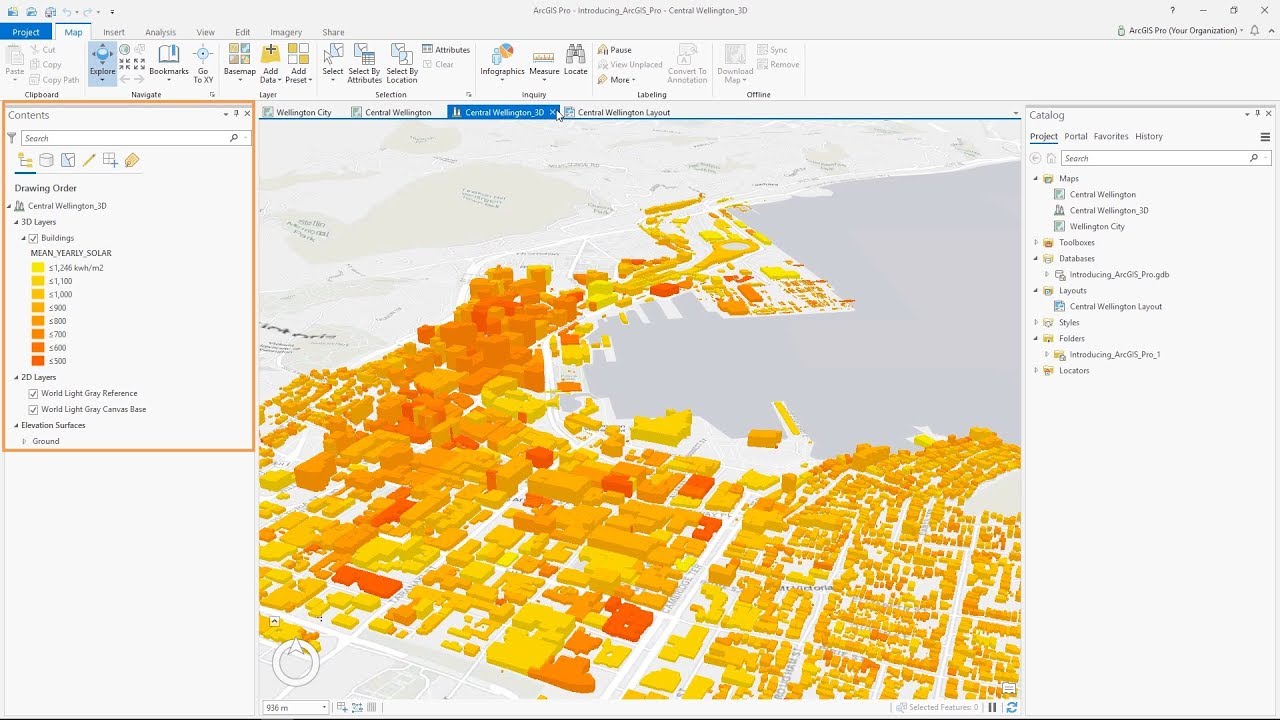 ArcGIS Pro - Introducing_ArcGIS_Pro - Central Wellington_3D
Project Map Insert Analysis View Edit Imagery Share
ArcGIS Pro (Your Organization)
Paste
Cut
Copy
Copy Path
Clipboard
Explore
Bookmarks
Go To XY
Navigate
Basemap
Add Data
Add Preset
Layer
Select
Select By Attributes
Select By Location
Attributes
Clear
Selection
Infographics
Measure
Locate
Inquiry
Pause
View Unplaced
More
Convert To Annotation
Labeling
Download Map
Sync
Remove
Offline
Contents
Search
Drawing Order
Central Wellington_3D
3D Layers
Buildings
MEAN_YEARLY_SOLAR
≤1,246 kwh/m2
≤1,100
≤1,000
≤900
≤800
≤700
≤600
≤500
2D Layers
World Light Gray Reference
World Light Gray Canvas Base
Elevation Surfaces
Ground
Wellington City
Central Wellington
Central Wellington_3D
Central Wellington Layout
936 m
Selected Features: 0
Catalog
Project Portal Favorites History
Search
Maps
Central Wellington
Central Wellington_3D
Wellington City
Toolboxes
Databases
Introducing_ArcGIS_Pro.gdb
Layouts
Central Wellington Layout
Styles
Folders
Introducing_ArcGIS_Pro_1
Locators